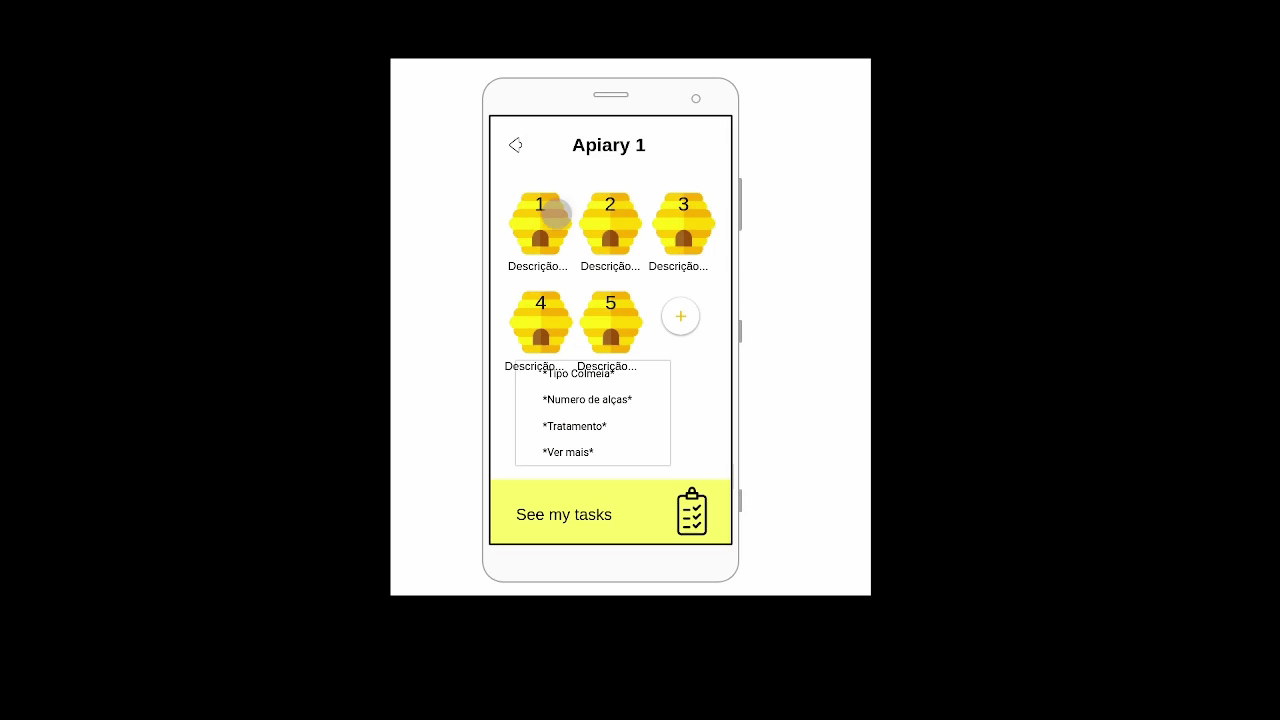 Apiary 1
1 2 3
Descrição... Descrição... Descrição...
4 5 +
Descrição... Descrição...
*Tipo Colmeia*
*Numero de alças*
*Tratamento*
*Ver mais*
See my tasks